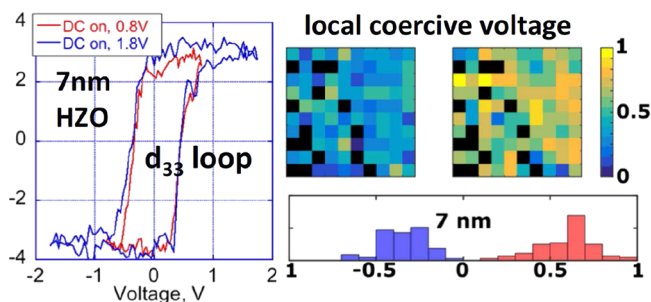 DC on, 0.8V
DC on, 1.8V
7nm
HZO
d33 loop
4
2
0
-2
-4
-2
-1
0
1
2
Voltage, V
local coercive voltage
1
0.5
0
7 nm
1
-0.5
0
0.5
1